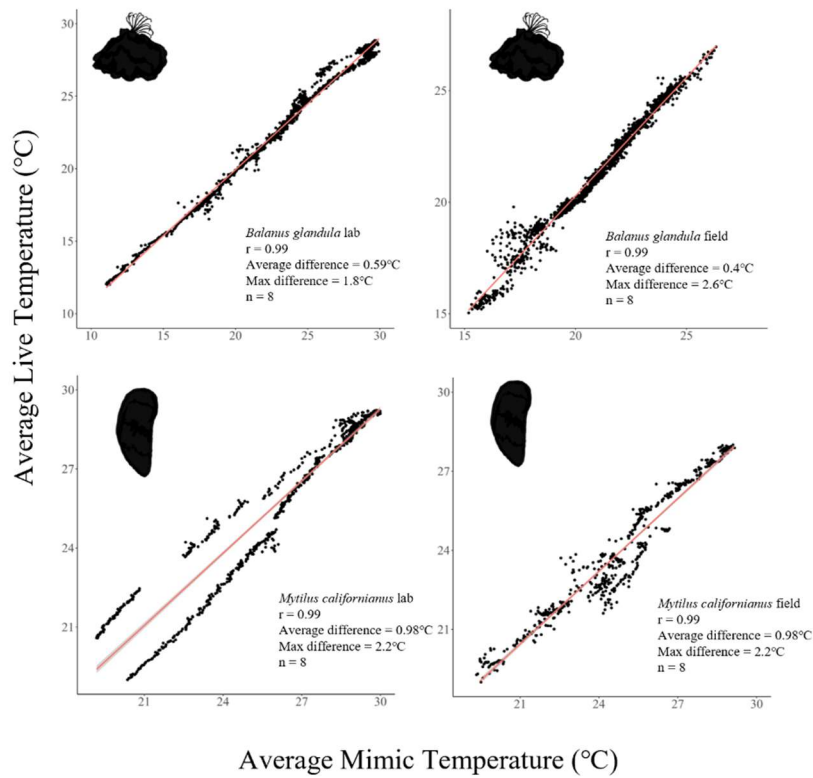 Average Live Temperature (°C)
30
25
20
15
10
10
15
20
25
30
Balanus glandula lab
r = 0.99
Average difference = 0.59°C
Max difference = 1.8°C
n = 8
25
20
15
15
20
25
Balanus glandula field
r = 0.99
Average difference = 0.4°C
Max difference = 2.6°C
n = 8
30
27
24
21
21
24
27
30
Mytilus californianus lab
r = 0.99
Average difference = 0.98°C
Max difference = 2.2°C
n = 8
30
27
24
21
21
24
27
30
Mytilus californianus field
r = 0.99
Average difference = 0.98°C
Max difference = 2.2°C
n = 8
Average Mimic Temperature (°C)